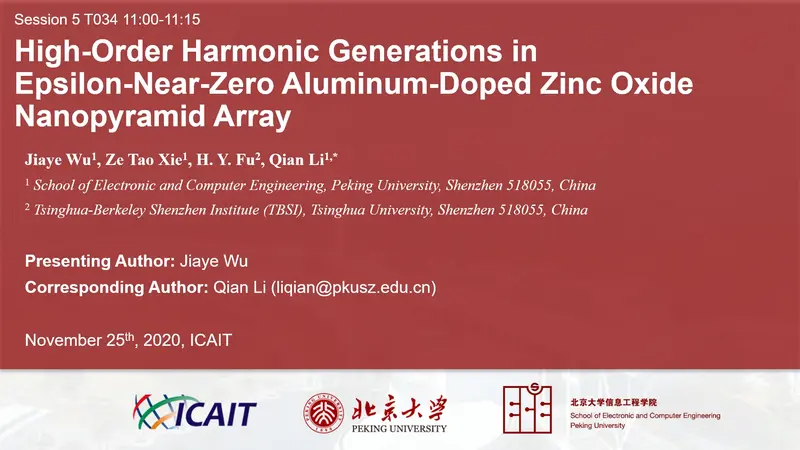 Session 5 T034 11:00-11:15
High-Order Harmonic Generations in
Epsilon-Near-Zero Aluminum-Doped Zinc Oxide
Nanopyramid Array
Jiaye Wu¹, Ze Tao Xie¹, H. Y. Fu², Qian Li¹,*
¹ School of Electronic and Computer Engineering, Peking University, Shenzhen 518055, China
² Tsinghua-Berkeley Shenzhen Institute (TBSI), Tsinghua University, Shenzhen 518055, China
Presenting Author: Jiaye Wu
Corresponding Author: Qian Li (liqian@pkusz.edu.cn)
November 25th, 2020, ICAIT
ICAIT
北京大学
PEKING UNIVERSITY
S
北京大学信息工程学院
School of Electronic and Computer Engineering
Peking University